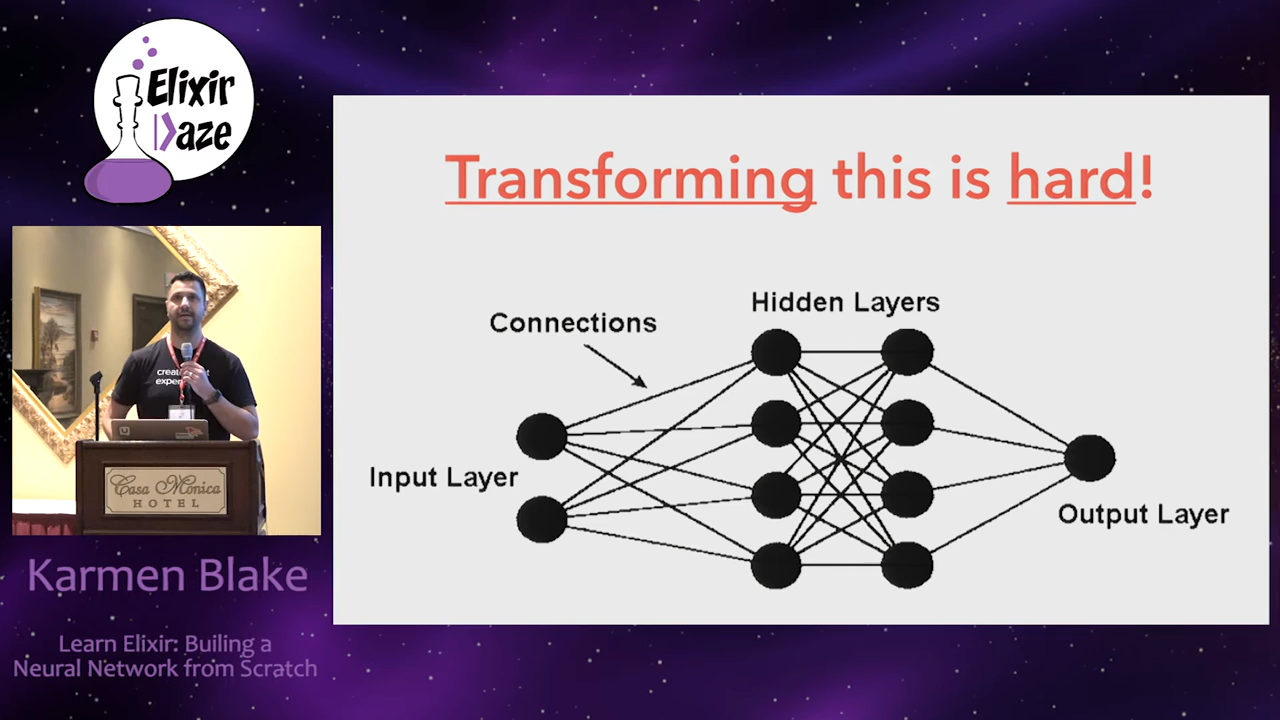 Elixir
|>aze
Transforming this is hard!
Hidden Layers
Connections
Input Layer
Output Layer
Casa Monica
HOTEL
Karmen Blake
Learn Elixir: Builing a
Neural Network from Scratch